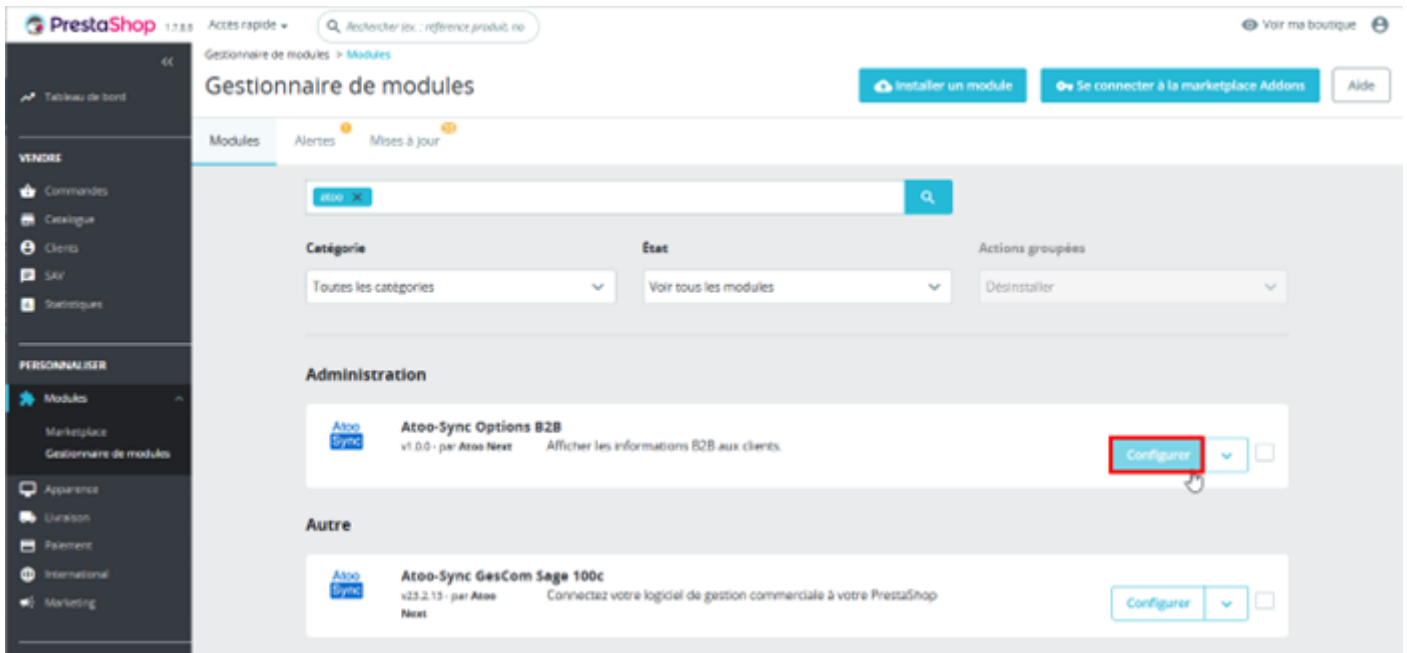 PrestaShop 1.7.8.8 Accès rapide Rechercher (ex. : référence produit, no Voir ma boutique
Gestionnaire de modules > Modules
Gestionnaire de modules
Installer un module
Se connecter à la marketplace Addons
Aide
Tableau de bord
VENDRE
Commandes
Catalogue
Clients
SAV
Statistiques
PERSONNALISER
Modules
Marketplace
Gestionnaire de modules
Apparence
Livraison
Paiement
International
Marketing
Modules Alertes Mises à jour
atoo
Catégorie État Actions groupées
Toutes les catégories Voir tous les modules Désinstaller
Administration
Atoo Sync
Atoo-Sync Options B2B
v1.0.0 - par Atoo Next Afficher les informations B2B aux clients.
Configurer
Autre
Atoo Sync
Atoo-Sync GesCom Sage 100c
v23.2.13 - par Atoo Next Connectez votre logiciel de gestion commerciale à votre PrestaShop
Configurer